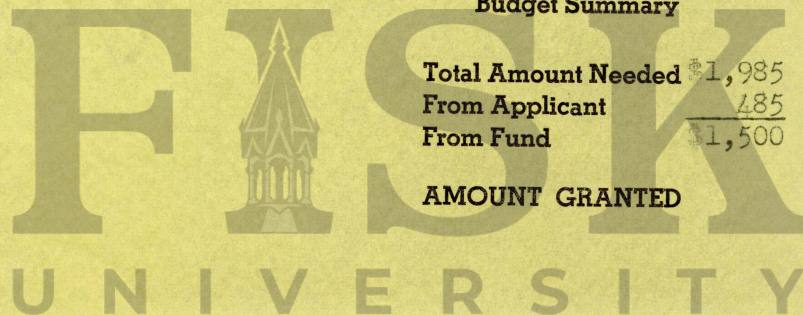 Budget Summary
Total Amount Needed $1,985
From Applicant 485
From Fund $1,500
AMOUNT GRANTED
FISK
UNIVERSITY